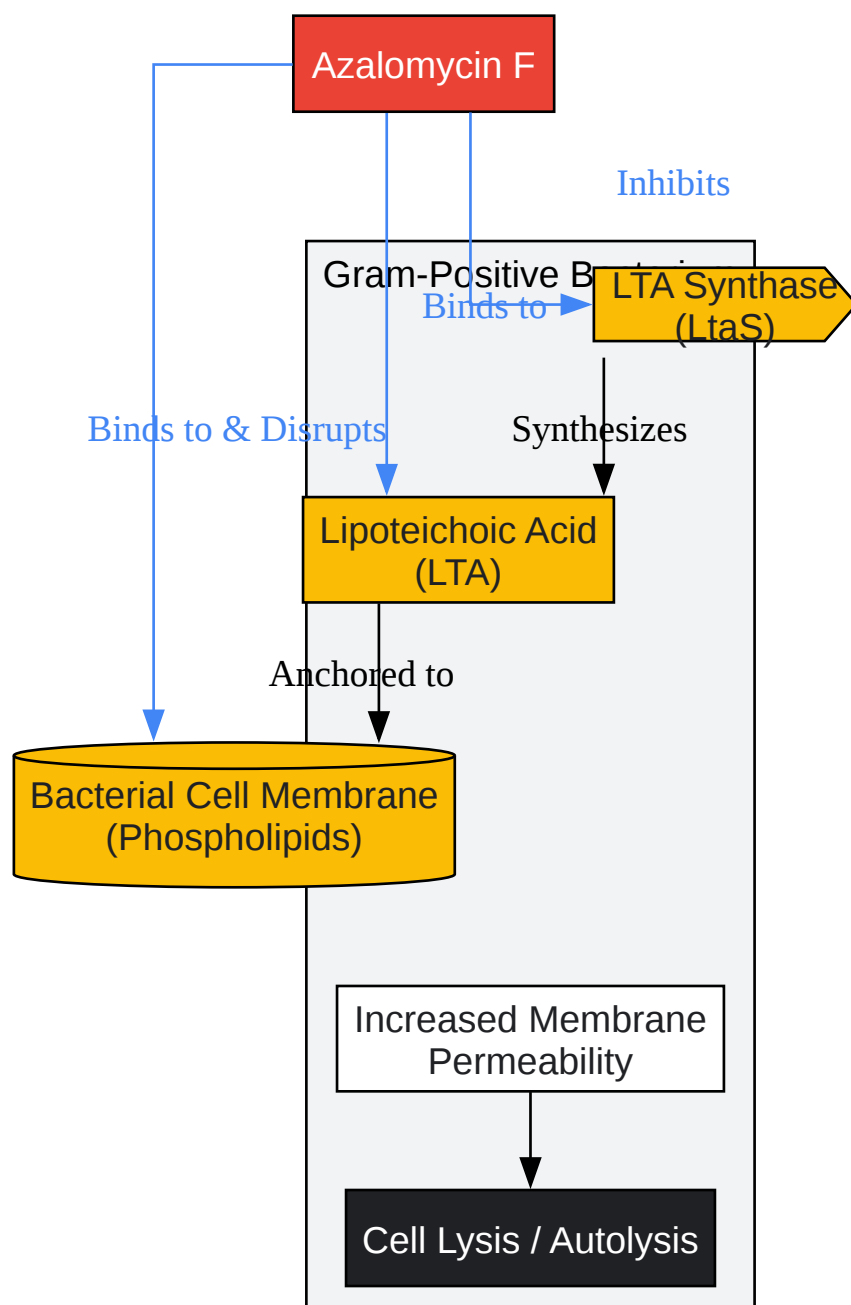 Azalomycin F
Inhibits
Gram-Positive
LTA Synthase
(LtaS)
Binds to
Binds to & Disrupts
Synthesizes
Lipoteichoic Acid
(LTA)
Anchored to
Bacterial Cell Membrane
(Phospholipids)
Increased Membrane
Permeability
Cell Lysis / Autolysis